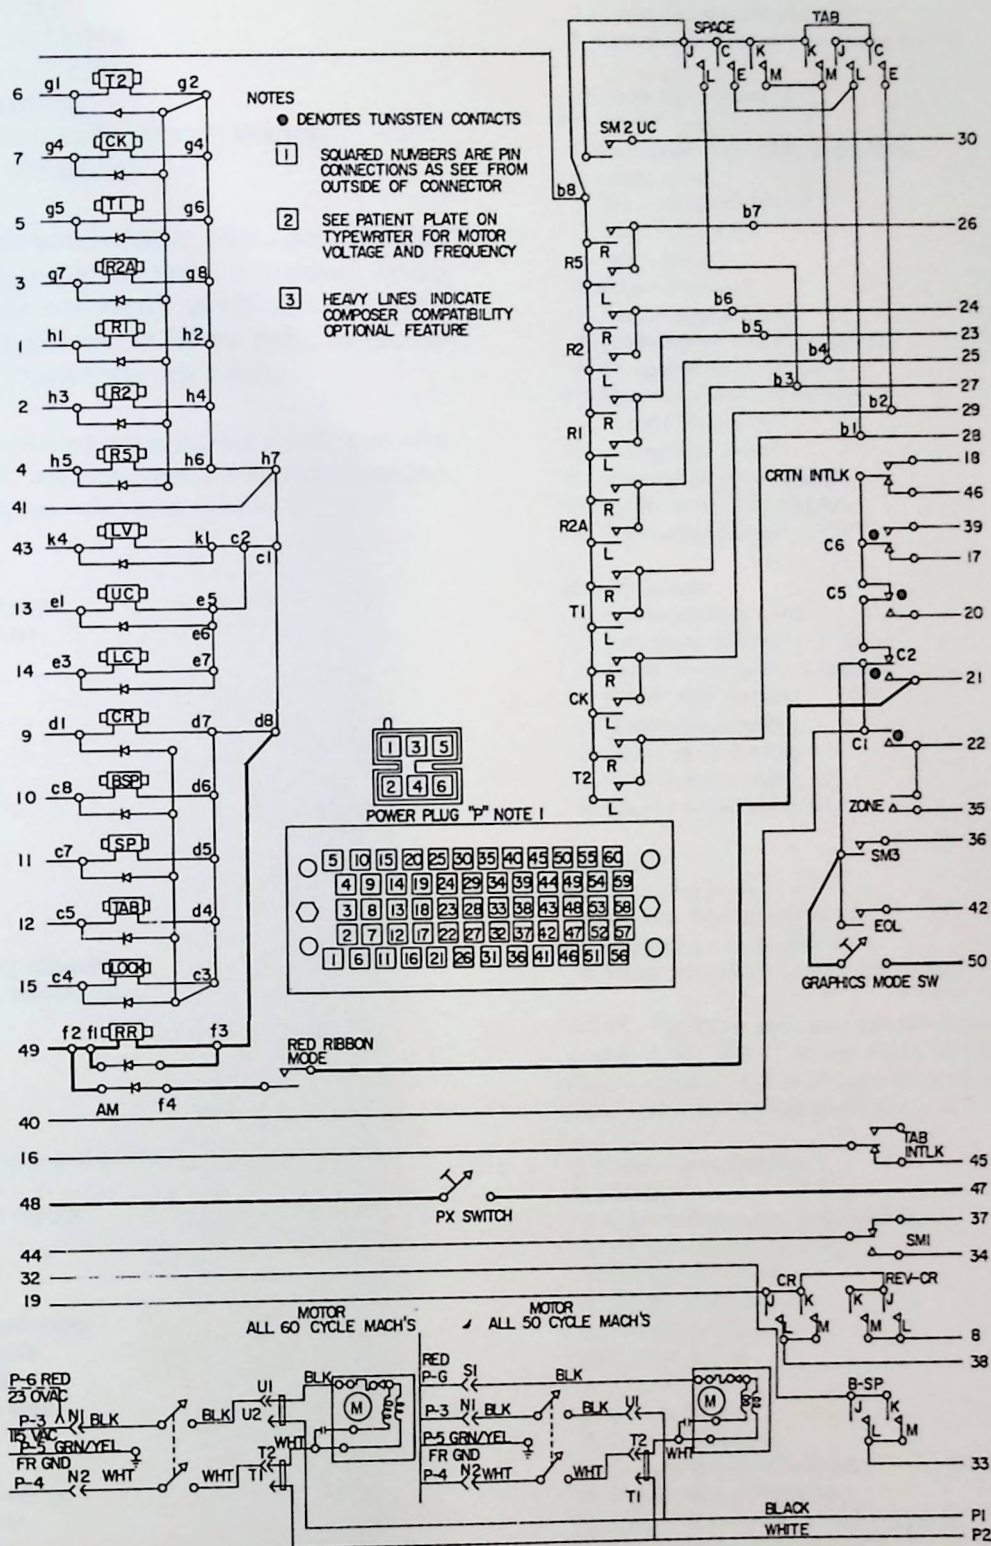 SPACE
TAB
J C K K J C
L E M M L E
NOTES
● DENOTES TUNGSTEN CONTACTS
1 SQUARED NUMBERS ARE PIN
CONNECTIONS AS SEE FROM
OUTSIDE OF CONNECTOR
2 SEE PATIENT PLATE ON
TYPEWRITER FOR MOTOR
VOLTAGE AND FREQUENCY
3 HEAVY LINES INDICATE
COMPOSER COMPATIBILITY
OPTIONAL FEATURE
6 g1 T2 g2
7 g4 CK g4
5 g5 T1 g6
3 g7 R2A g8
1 h1 R1 h2
2 h3 R2 h4
4 h5 R5 h6 h7
41
43 k4 LV k1 c2 c1
13 e1 UC e5
e6
14 e3 LC e7
9 d1 CR d7 d8
10 c8 BSP d6
11 c7 SP d5
12 c5 TAB d4
15 c4 LOCK c3
49 f2 f1 RR f3
AM f4
RED RIBBON
MODE
SM 2 UC 30
b8
b7 26
R5 R L
b6 24
b5 23
R2 R L
b4 25
b3 27
R1 R L
b2 29
b1 28
R2A R L
T1 R L
CK R L
T2 R L
CRTN INTLK 18
46
39
C6 17
C5 20
C2
21
C1 22
ZONE 35
36
SM3
42
EOL
50
GRAPHICS MODE SW
1 3 5
2 4 6
POWER PLUG "P" NOTE 1
5 10 15 20 25 30 35 40 45 50 55 60
4 9 14 19 24 29 34 39 44 49 54 59
3 8 13 18 23 28 33 38 43 48 53 58
2 7 12 17 22 27 32 37 42 47 52 57
1 6 11 16 21 26 31 36 41 46 51 56
40
16
TAB
INTLK
45
48 47
PX SWITCH
37
44 SM1
34
32
19
CR REV-CR
J K K J
L M M L
8
38
MOTOR
ALL 60 CYCLE MACH'S
MOTOR
ALL 50 CYCLE MACH'S
P-6 RED
23 0VAC
P-3 N1 BLK BLK U1 BLK
U2
115 VAC
P-5 GRN/YEL
FR GND
P-4 N2 WHT WHT T2 WHT
T1
M
RED
P-G S1 BLK
P-3 N1 BLK BLK U1
P-5 GRN/YEL
FR GND
P-4 N2 WHT WHT T2 WHT
T1
M
B-SP
J K
L M
33
BLACK P1
WHITE P2